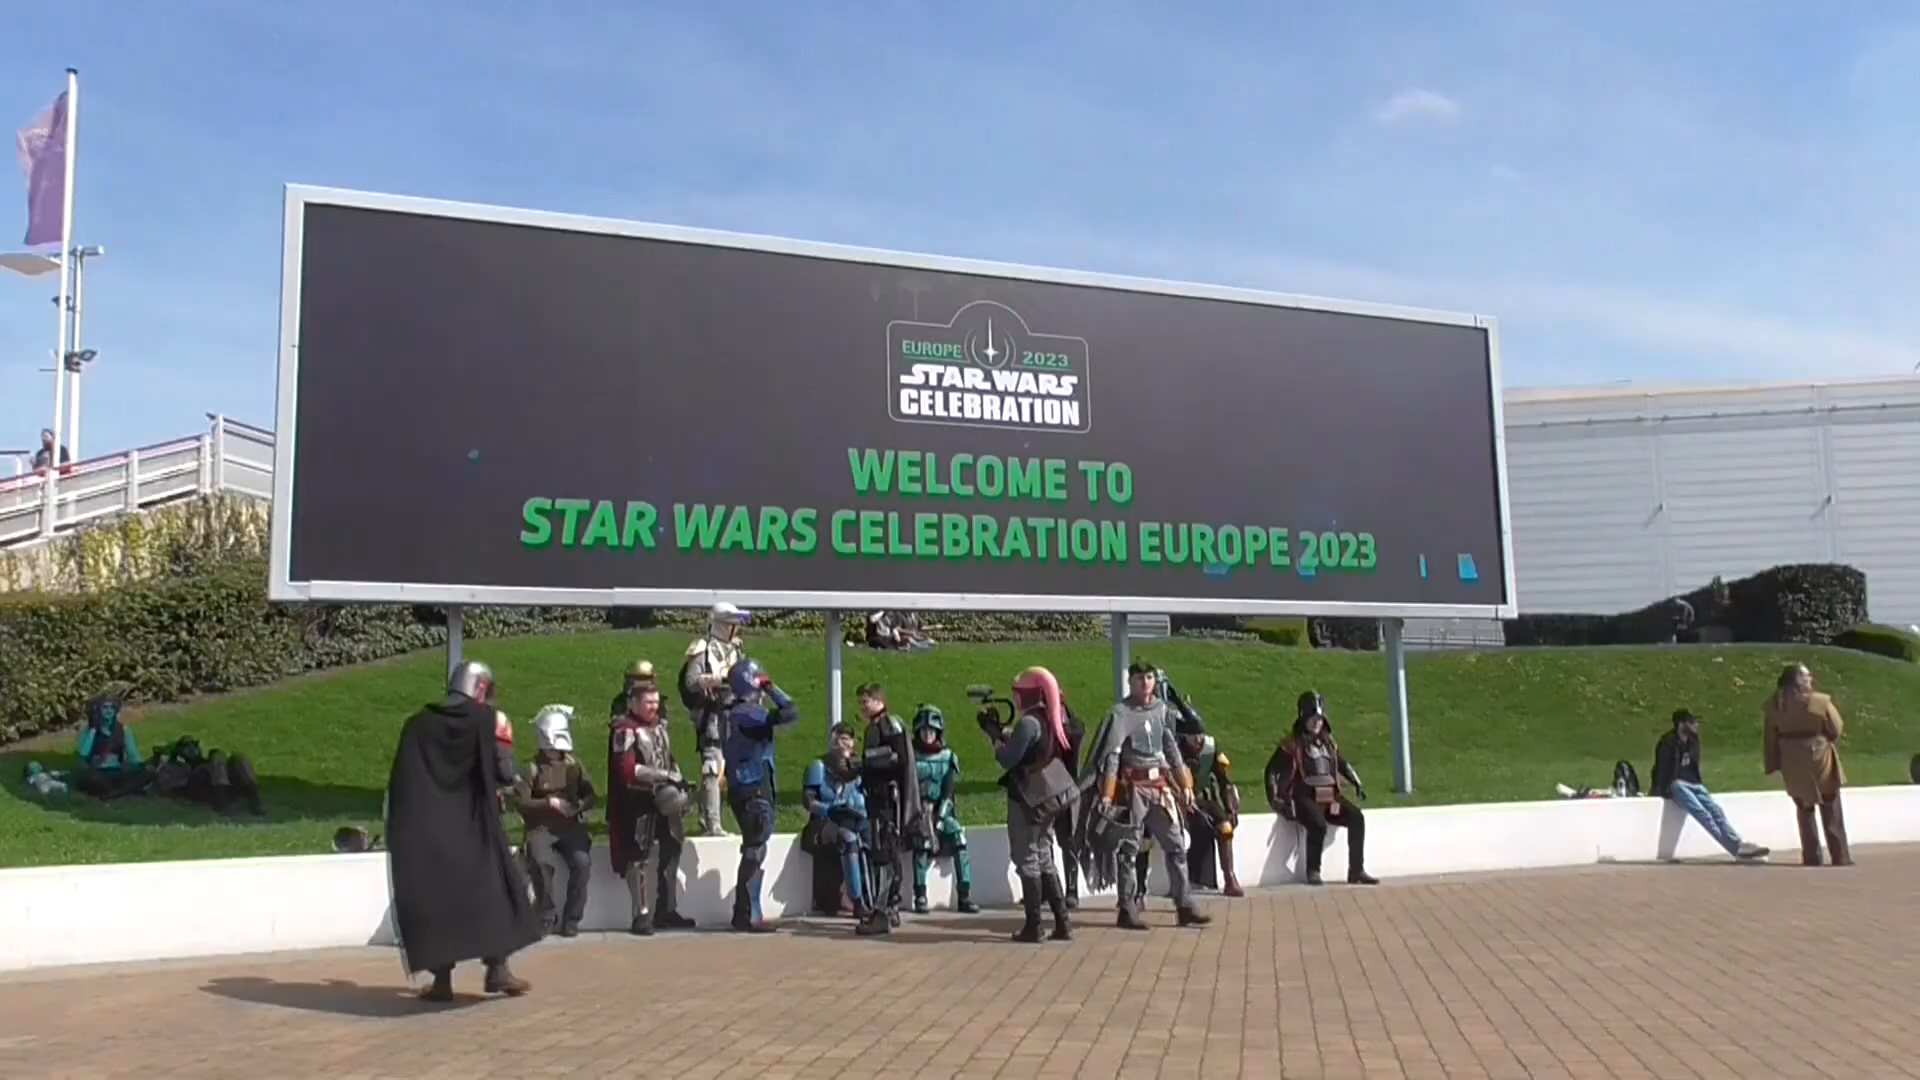 EUROPE 2023
STAR WARS
CELEBRATION
WELCOME TO
STAR WARS CELEBRATION EUROPE 2023